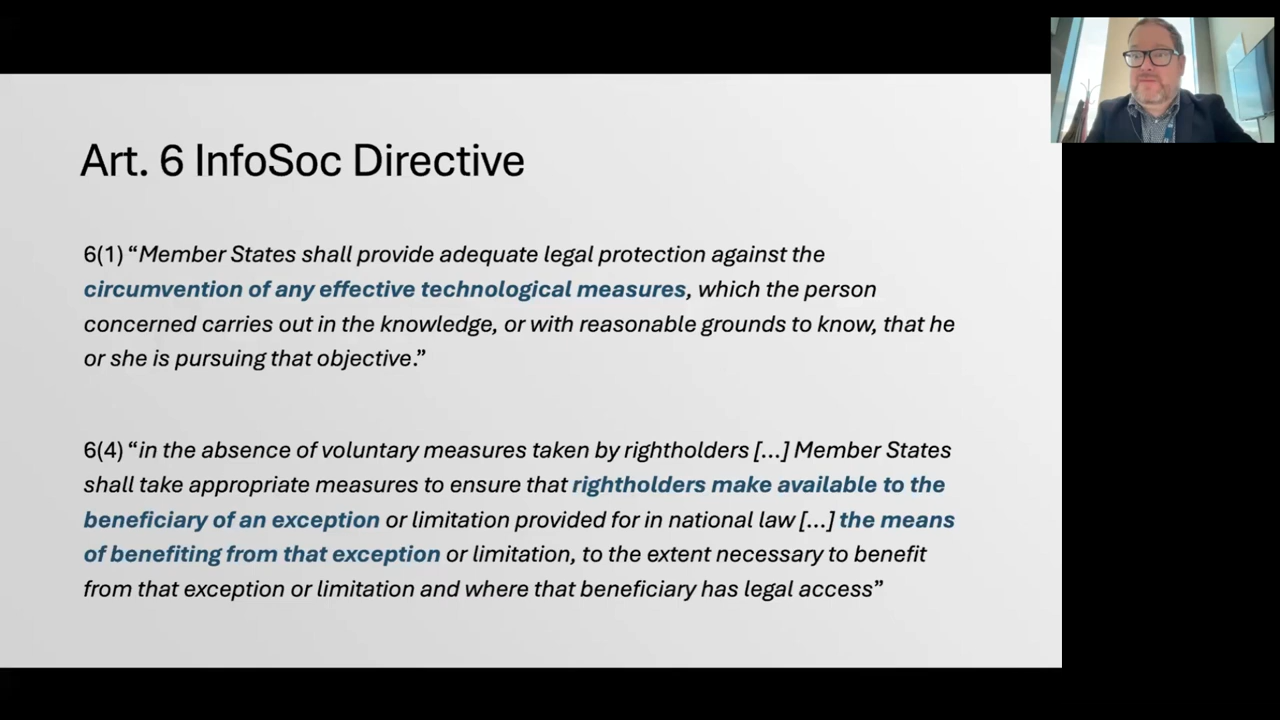 Art. 6 InfoSoc Directive
6(1) “Member States shall provide adequate legal protection against the
circumvention of any effective technological measures, which the person
concerned carries out in the knowledge, or with reasonable grounds to know, that he
or she is pursuing that objective.”
6(4) “in the absence of voluntary measures taken by rightholders [...] Member States
shall take appropriate measures to ensure that rightholders make available to the
beneficiary of an exception or limitation provided for in national law [...] the means
of benefiting from that exception or limitation, to the extent necessary to benefit
from that exception or limitation and where that beneficiary has legal access”